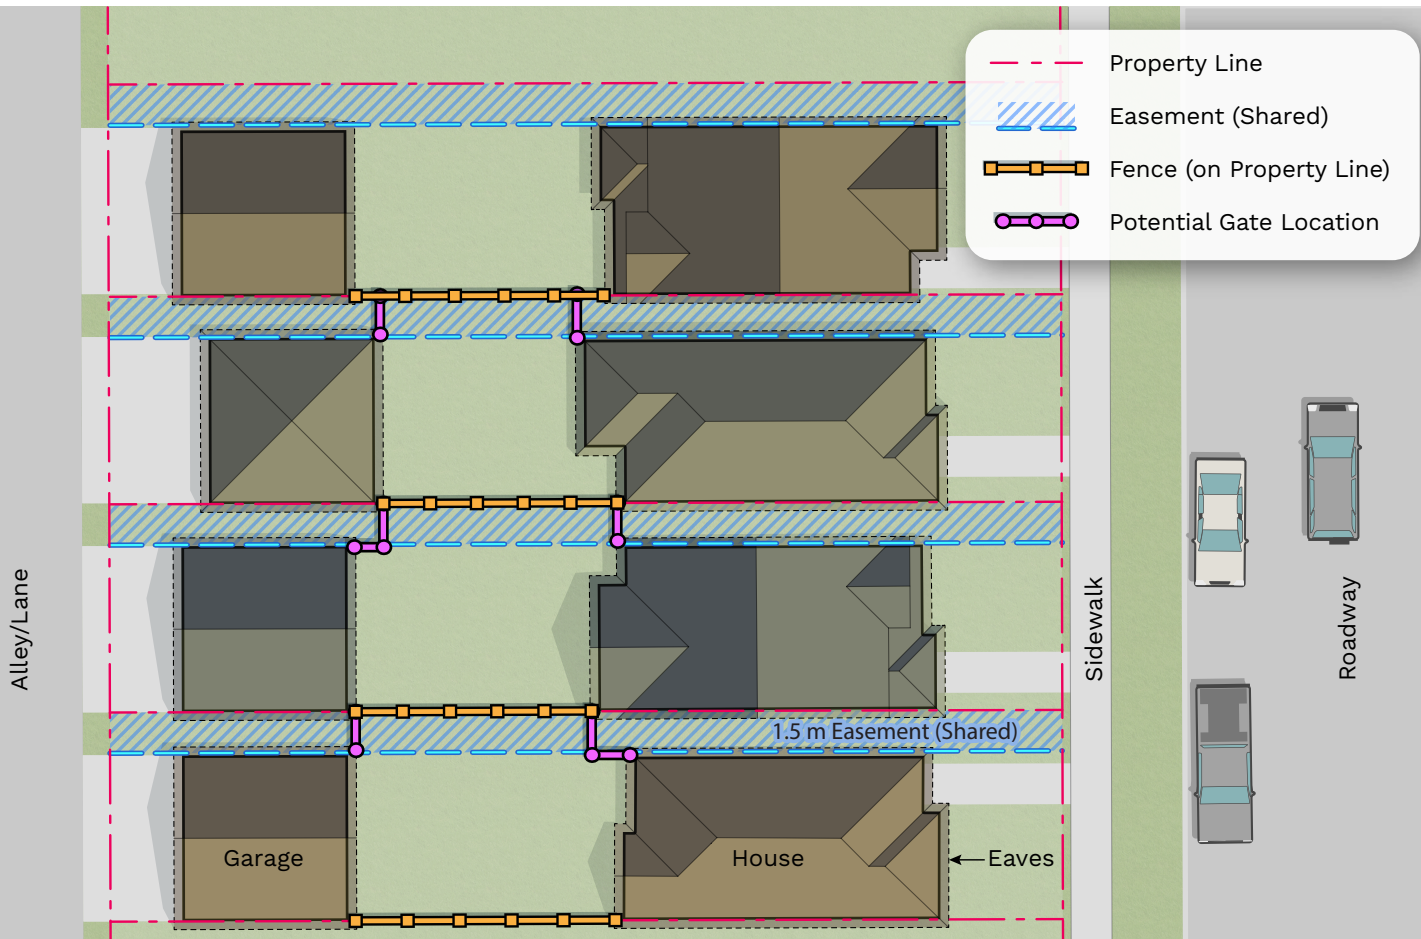 Property Line
Easement (Shared)
Fence (on Property Line)
Potential Gate Location
Alley/Lane
Sidewalk
Roadway
1.5 m Easement (Shared)
Garage
House
Eaves